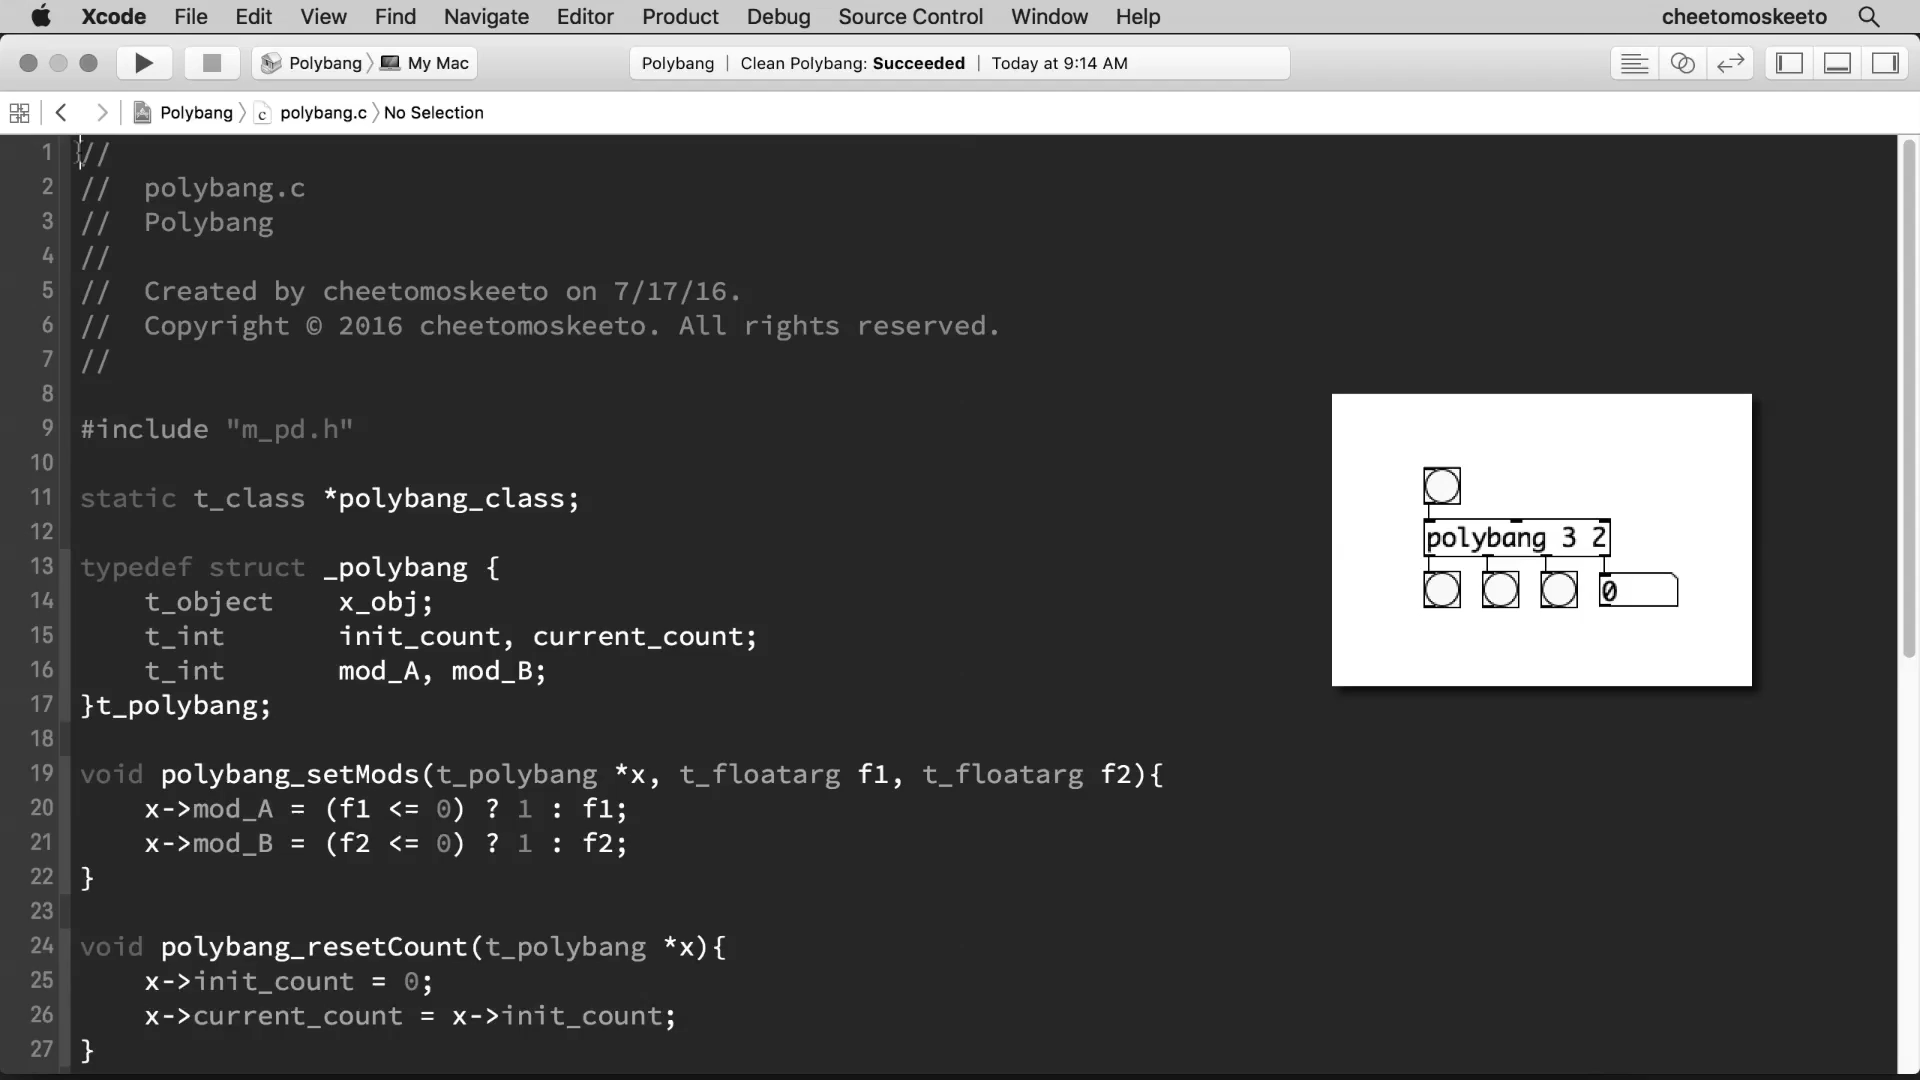 Xcode File Edit View Find Navigate Editor Product Debug Source Control Window Help cheetomoskeeto
Polybang My Mac Polybang | Clean Polybang: Succeeded | Today at 9:14 AM
Polybang c polybang.c No Selection
1 //
2 //  polybang.c
3 //  Polybang
4 //
5 //  Created by cheetomoskeeto on 7/17/16.
6 //  Copyright © 2016 cheetomoskeeto. All rights reserved.
7 //
8
9 #include "m_pd.h"
10
11 static t_class *polybang_class;
12
13 typedef struct _polybang {
14     t_object    x_obj;
15     t_int       init_count, current_count;
16     t_int       mod_A, mod_B;
17 }t_polybang;
18
19 void polybang_setMods(t_polybang *x, t_floatarg f1, t_floatarg f2){
20     x->mod_A = (f1 <= 0) ? 1 : f1;
21     x->mod_B = (f2 <= 0) ? 1 : f2;
22 }
23
24 void polybang_resetCount(t_polybang *x){
25     x->init_count = 0;
26     x->current_count = x->init_count;
27 }
polybang 3 2
0